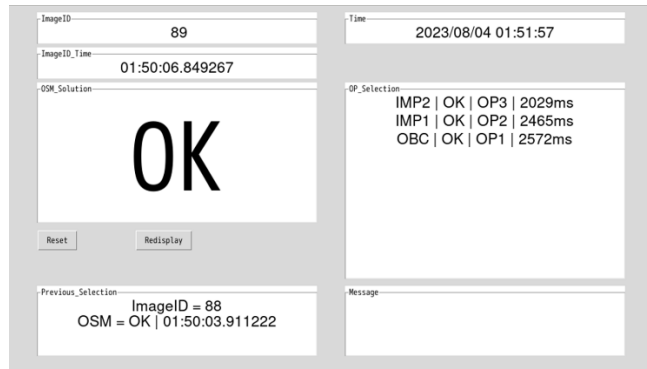 ImageID
89
ImageID_Time
01:50:06.849267
OSM_Solution
OK
Reset
Redisplay
Previous_Selection
ImageID = 88
OSM = OK | 01:50:03.911222
Time
2023/08/04 01:51:57
OP_Selection
IMP2 | OK | OP3 | 2029ms
IMP1 | OK | OP2 | 2465ms
OBC | OK | OP1 | 2572ms
Message